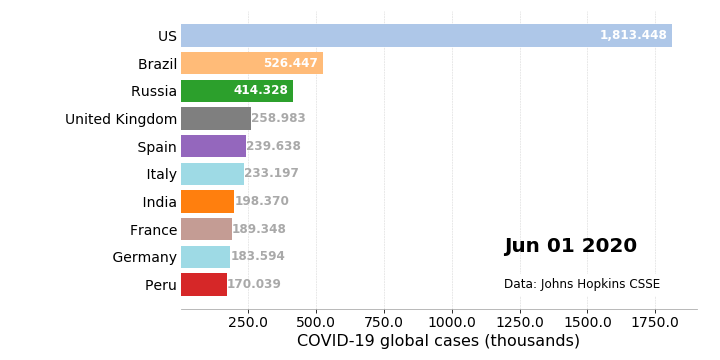 US 1,813.448
Brazil 526.447
Russia 414.328
United Kingdom 258.983
Spain 239.638
Italy 233.197
India 198.370
France 189.348
Germany 183.594
Peru 170.039
Jun 01 2020
Data: Johns Hopkins CSSE
250.0 500.0 750.0 1000.0 1250.0 1500.0 1750.0
COVID-19 global cases (thousands)